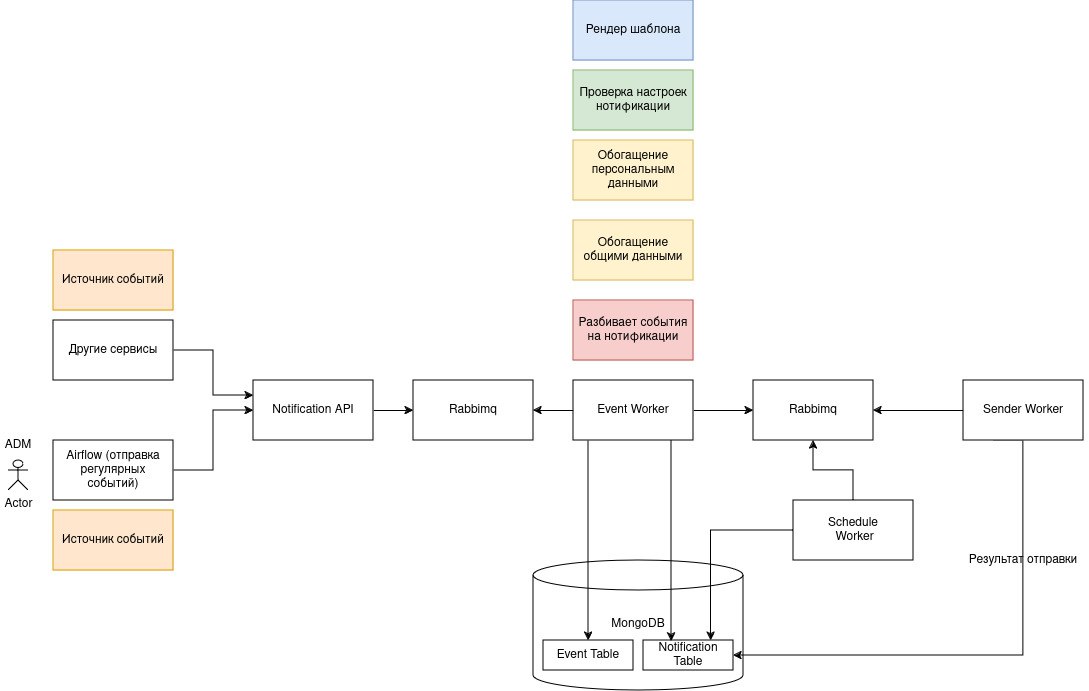 Рендер шаблона
Проверка настроек
нотификации
Обогащение
персональным
данными
Обогащение
общими данными
Источник событий
Разбивает события
на нотификации
Другие сервисы
Notification API
Rabbimq
Event Worker
Rabbimq
Sender Worker
ADM
Actor
Airflow (отправка
регулярных
событий)
Источник событий
Schedule
Worker
Результат отправки
MongoDB
Event Table
Notification
Table